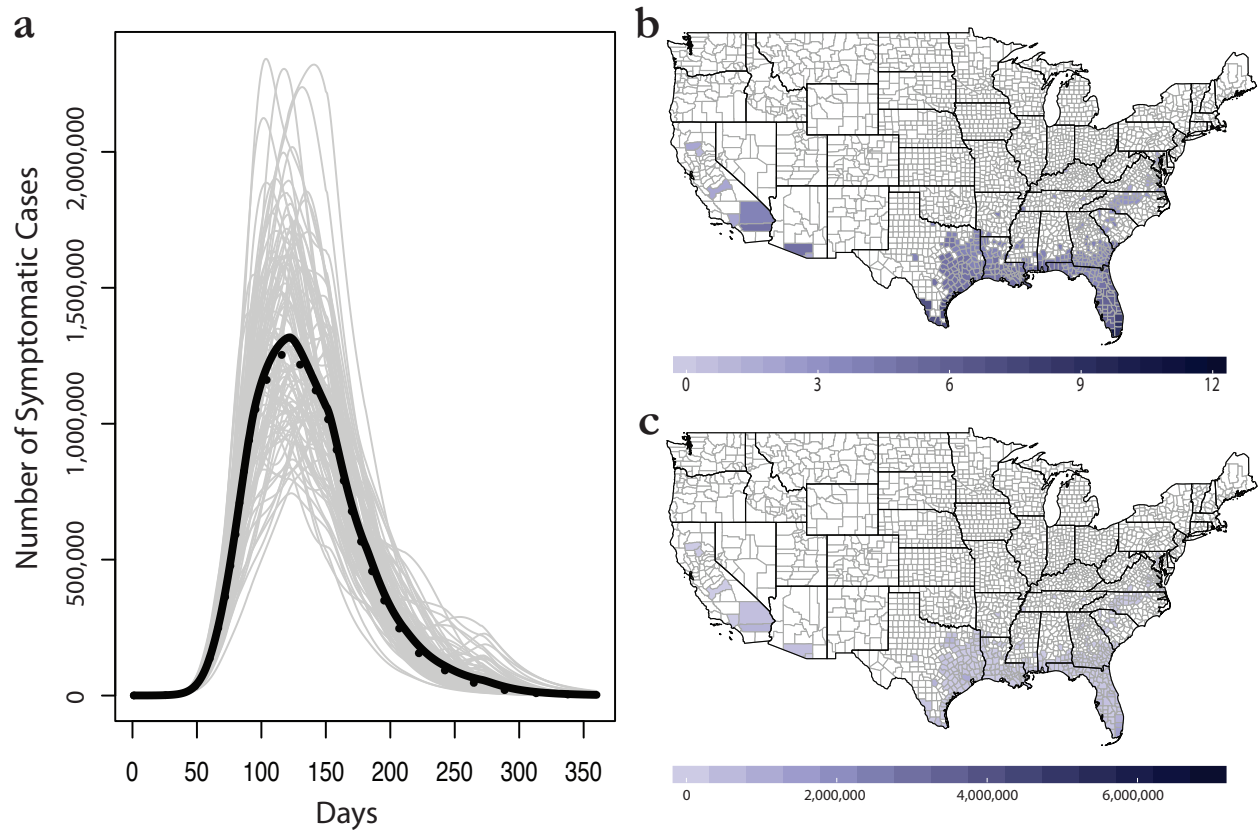 a
Number of Symptomatic Cases
2,000,000
1,500,000
1,000,000
500,000
0
0 50 100 150 200 250 300 350
Days
b
0 3 6 9 12
c
0 2,000,000 4,000,000 6,000,000